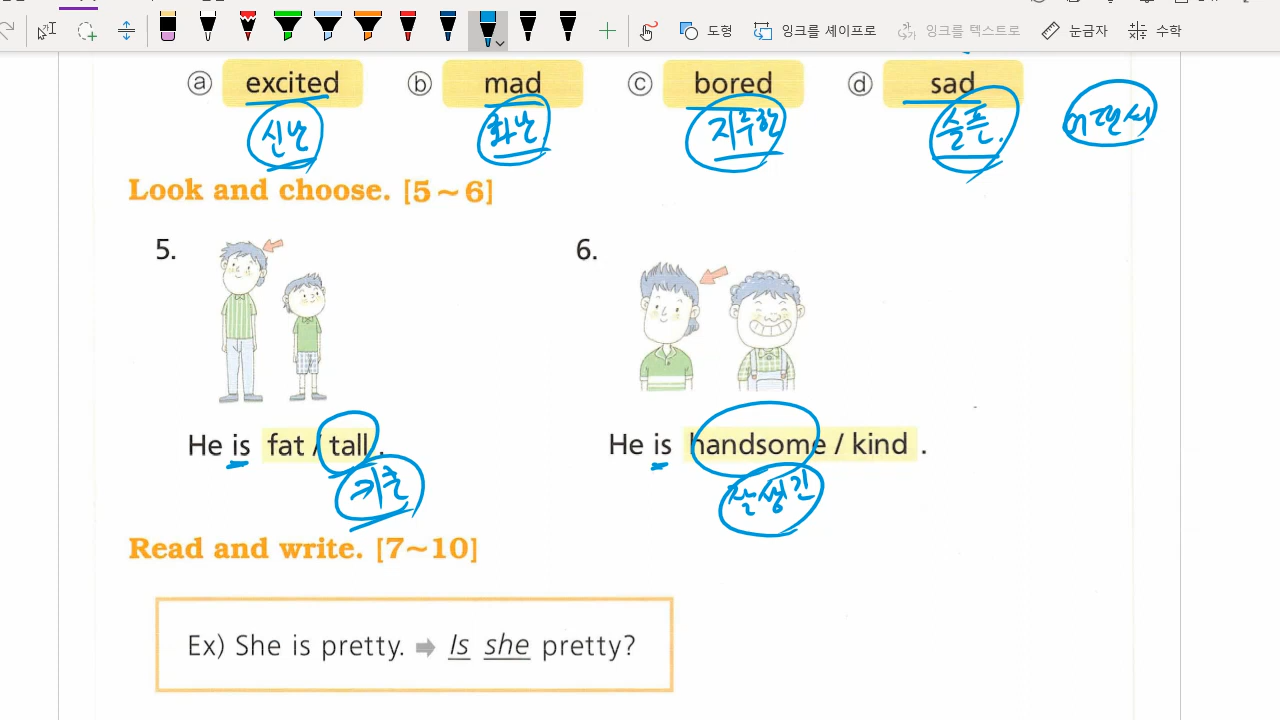 도형 잉크를 셰이프로 잉크를 텍스트로 눈금자 수학
ⓐ excited ⓑ mad ⓒ bored ⓓ sad
신난 화난 지루한 슬픈.
Look and choose. [5~6]
5. 6.
He is fat / tall . He is handsome / kind .
키큰 잘생긴
Read and write. [7~10]
Ex) She is pretty. ➡ Is she pretty?